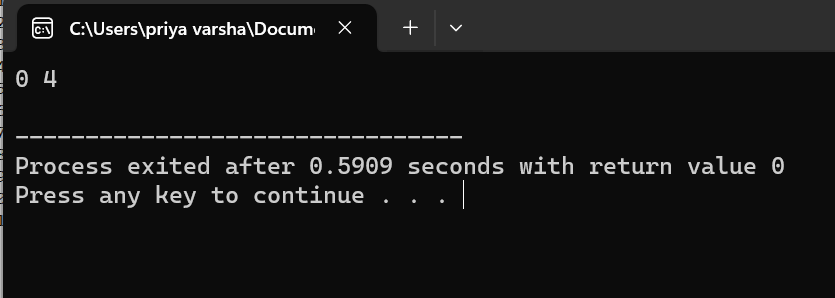 C:\Users\priya varsha\Docum
0 4
--------------------------------
Process exited after 0.5909 seconds with return value 0
Press any key to continue . . .